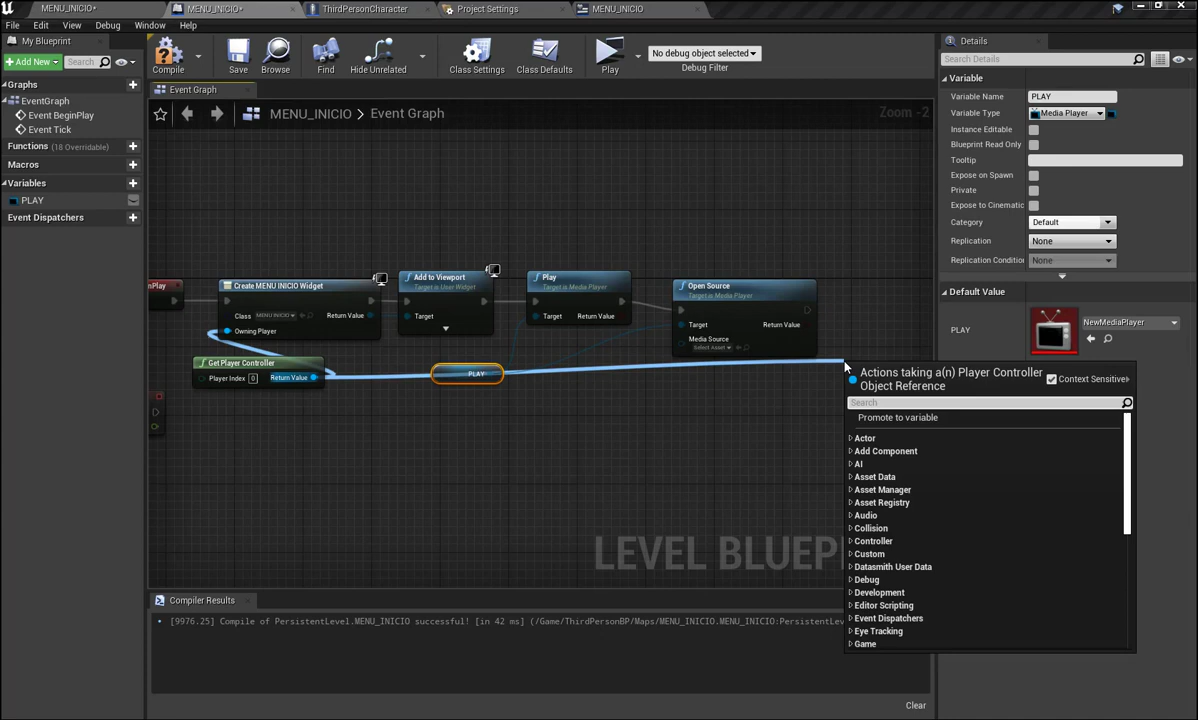 MENU_INICIO*
MENU_INICIO*
ThirdPersonCharacter
Project Settings
MENU_INICIO
File Edit View Debug Window Help
My Blueprint
Add New
Search
Graphs
EventGraph
Event BeginPlay
Event Tick
Functions (18 Overridable)
Macros
Variables
PLAY
Event Dispatchers
Compile
Save
Browse
Find
Hide Unrelated
Class Settings
Class Defaults
Play
No debug object selected
Debug Filter
Event Graph
MENU_INICIO > Event Graph
Zoom -2
nPlay
Create MENU INICIO Widget
Class MENU INICIO
Return Value
Owning Player
Add to Viewport
Target is User Widget
Target
Play
Target is Media Player
Target Return Value
Open Source
Target is Media Player
Target Return Value
Media Source
Select Asset
Get Player Controller
Player Index 0 Return Value
PLAY
LEVEL BLUEP
Actions taking a(n) Player Controller
Object Reference
Context Sensitive
Search
Promote to variable
Actor
Add Component
AI
Asset Data
Asset Manager
Asset Registry
Audio
Collision
Controller
Custom
Datasmith User Data
Debug
Development
Editor Scripting
Event Dispatchers
Eye Tracking
Game
Compiler Results
[9976.25] Compile of PersistentLevel.MENU_INICIO successful! [in 42 ms] (/Game/ThirdPersonBP/Maps/MENU_INICIO.MENU_INICIO:PersistentLeve
Clear
Details
Search Details
Variable
Variable Name PLAY
Variable Type Media Player
Instance Editable
Blueprint Read Only
Tooltip
Expose on Spawn
Private
Expose to Cinematic
Category Default
Replication None
Replication Condition None
Default Value
PLAY
NewMediaPlayer